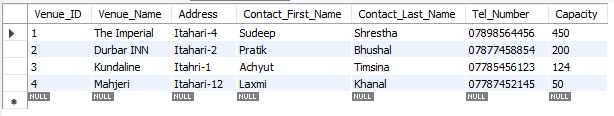 Venue_ID Venue_Name Address Contact_First_Name Contact_Last_Name Tel_Number Capacity
1 The Imperial Itahari-4 Sudeep Shrestha 07898564456 450
2 Durbar INN Itahari-2 Pratik Bhushal 07877458854 200
3 Kundaline Itahri-1 Achyut Timsina 07785456123 124
4 Mahjeri Itahari-12 Laxmi Khanal 07787452145 50
NULL NULL NULL NULL NULL NULL NULL